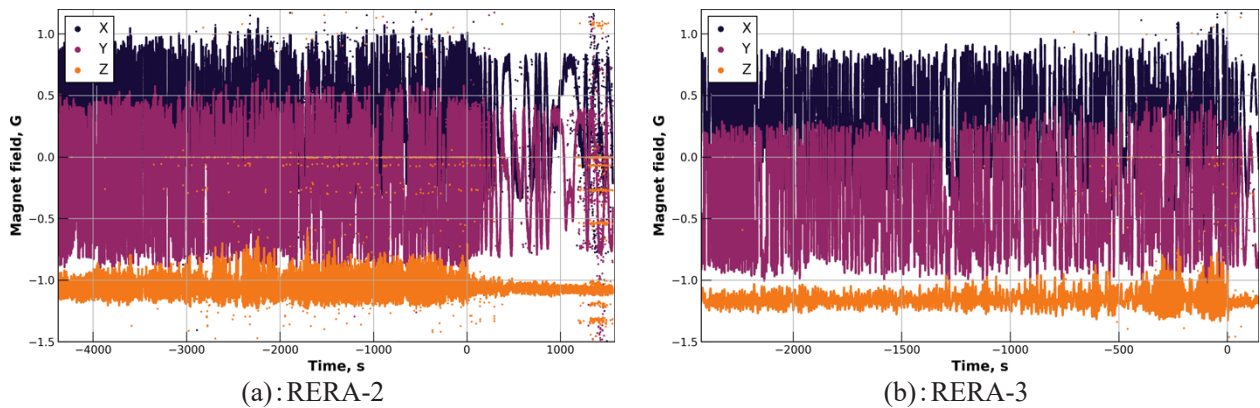 Magnet field, G
1.0
0.5
0.0
−0.5
−1.0
−1.5
X
Y
Z
−4000 −3000 −2000 −1000 0 1000
Time, s
(a):RERA-2
Magnet field, G
1.0
0.5
0.0
−0.5
−1.0
−1.5
X
Y
Z
−2000 −1500 −1000 −500 0
Time, s
(b):RERA-3